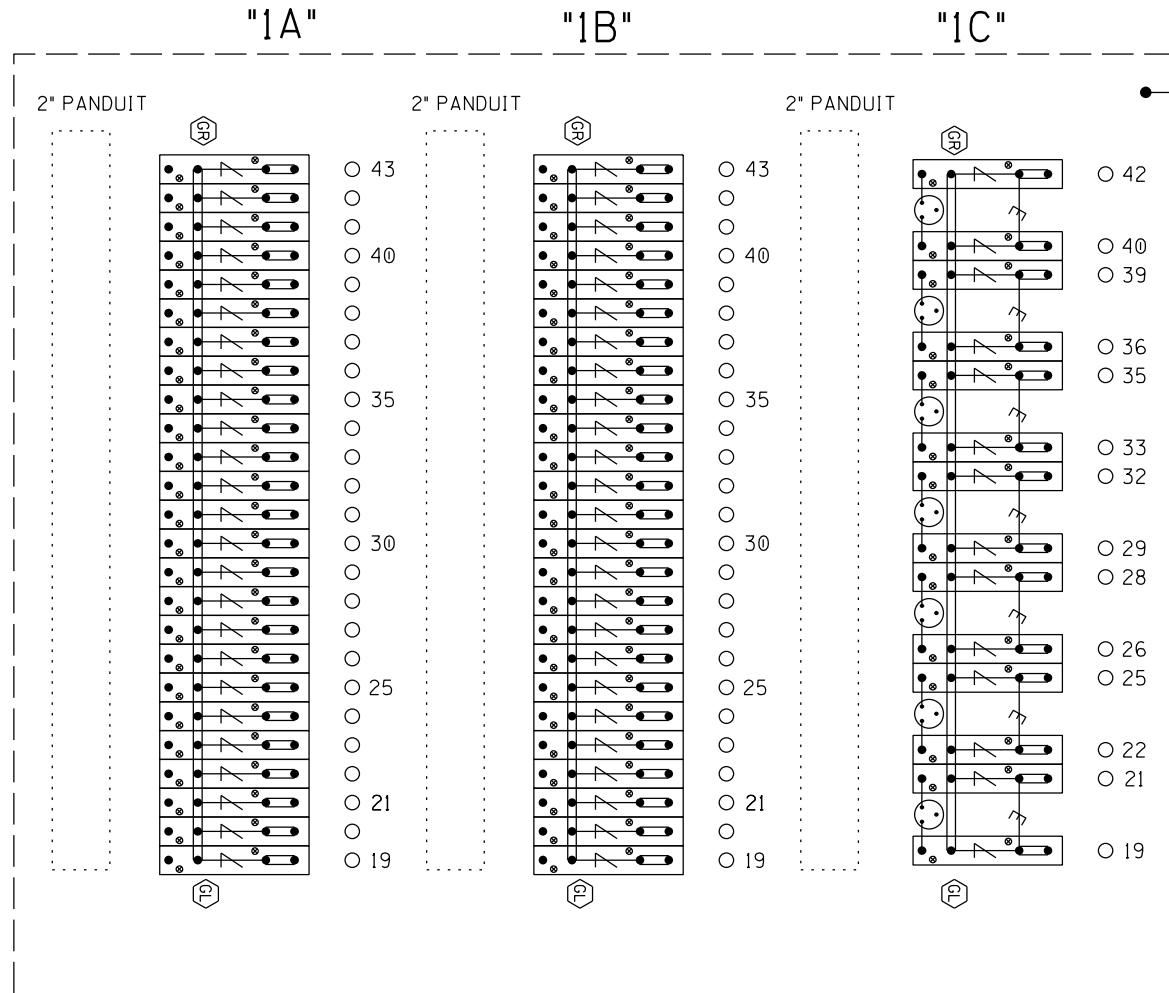 "1A" "1B" "1C"
2" PANDUIT 2" PANDUIT 2" PANDUIT
GR GR GR
43 43 42
40 40 40
39
36
35 35 35
33
32
30 30 29
28
26
25 25 25
22
21 21 21
19 19 19
GL GL GL